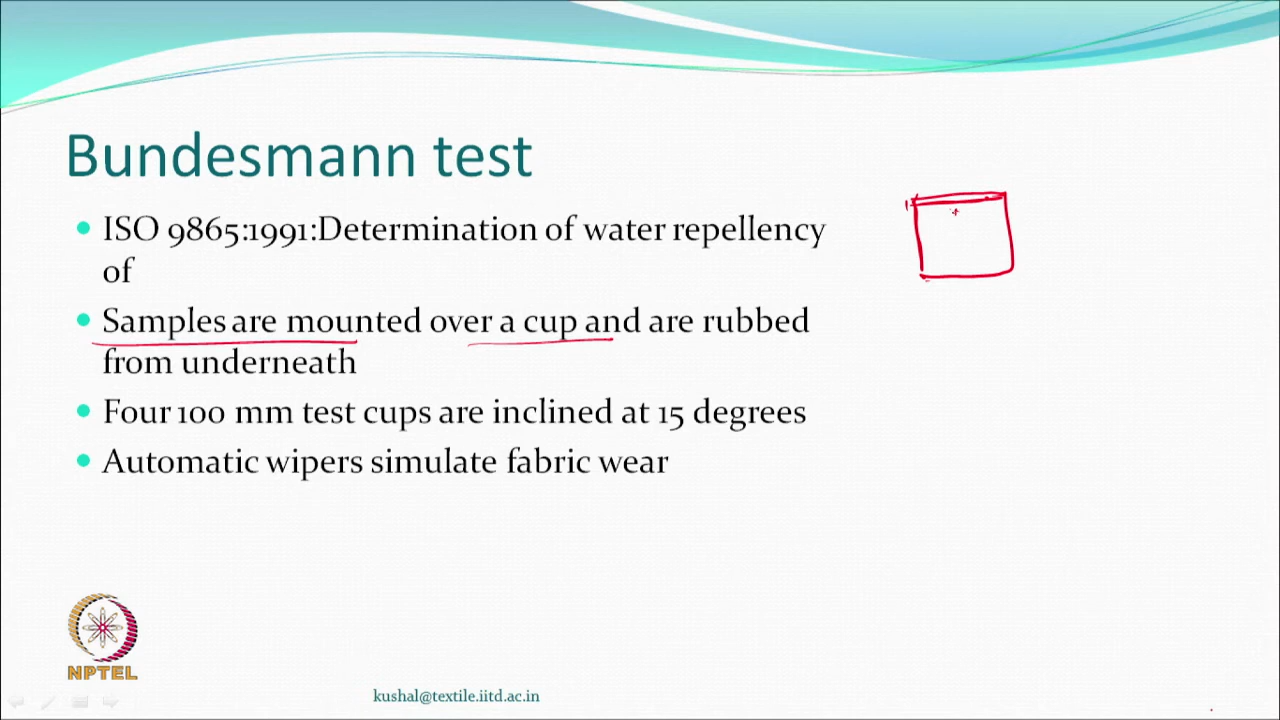 Bundesmann test
ISO 9865:1991:Determination of water repellency
of
Samples are mounted over a cup and are rubbed
from underneath
Four 100 mm test cups are inclined at 15 degrees
Automatic wipers simulate fabric wear
NPTEL
kushal@textile.iitd.ac.in